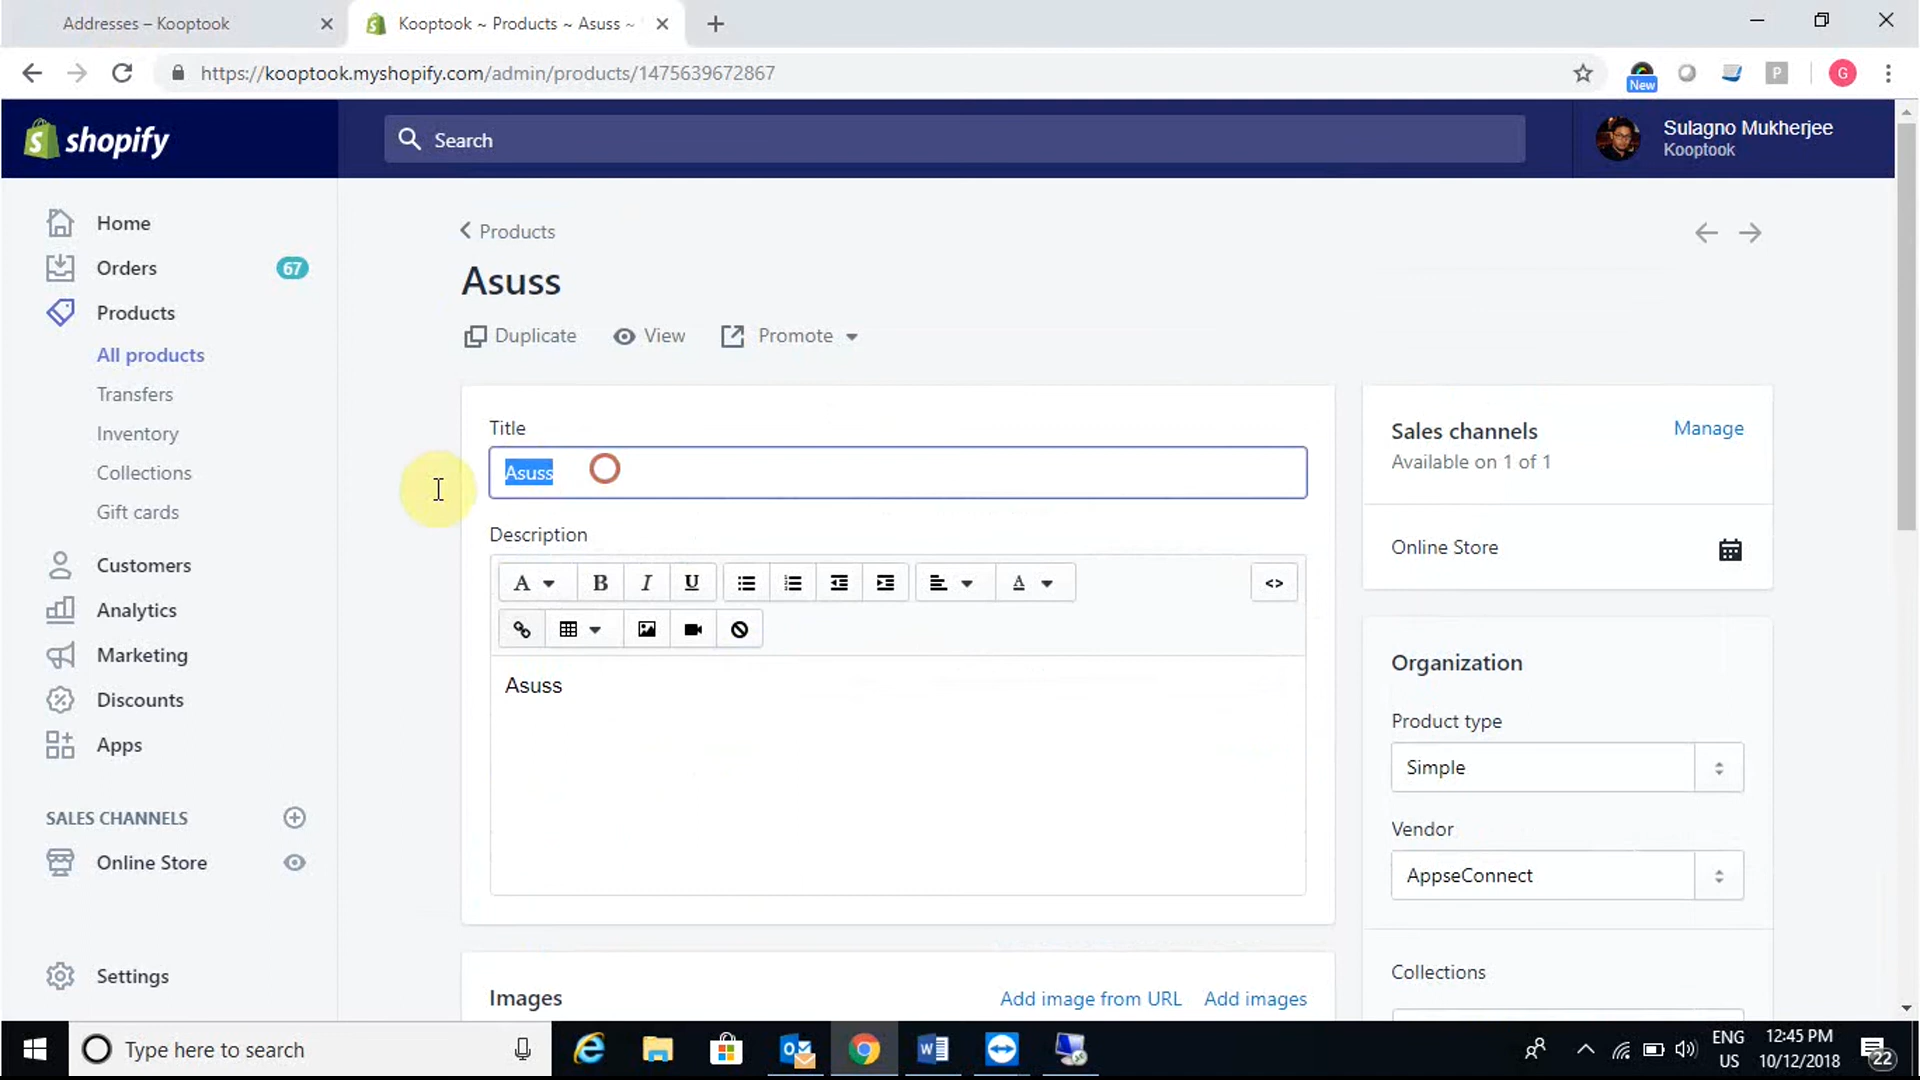 Addresses – Kooptook
Kooptook ~ Products ~ Asuss ~
https://kooptook.myshopify.com/admin/products/1475639672867
New
P
G
shopify
Search
Sulagno Mukherjee
Kooptook
Home
Orders
67
Products
All products
Transfers
Inventory
Collections
Gift cards
Customers
Analytics
Marketing
Discounts
Apps
SALES CHANNELS
Online Store
Settings
Products
Asuss
Duplicate
View
Promote
Title
Asuss
Description
A B I U A <>
Asuss
Images
Add image from URL
Add images
Sales channels
Manage
Available on 1 of 1
Online Store
Organization
Product type
Simple
Vendor
AppseConnect
Collections
Type here to search
ENG
US
12:45 PM
10/12/2018
22